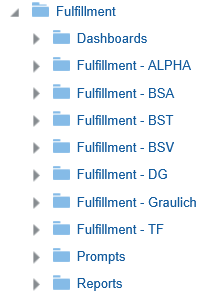 Fulfillment
Dashboards
Fulfillment - ALPHA
Fulfillment - BSA
Fulfillment - BST
Fulfillment - BSV
Fulfillment - DG
Fulfillment - Graulich
Fulfillment - TF
Prompts
Reports